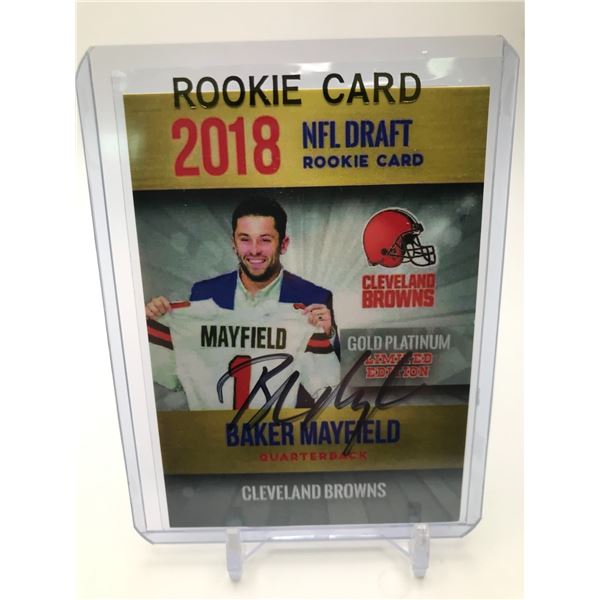 ROOKIE CARD
2018
NFL DRAFT
ROOKIE CARD
CLEVELAND
BROWNS
MAYFIELD
1
GOLD PLATINUM
LIMITED
EDITION
BAKER MAYFIELD
QUARTERBACK
CLEVELAND BROWNS